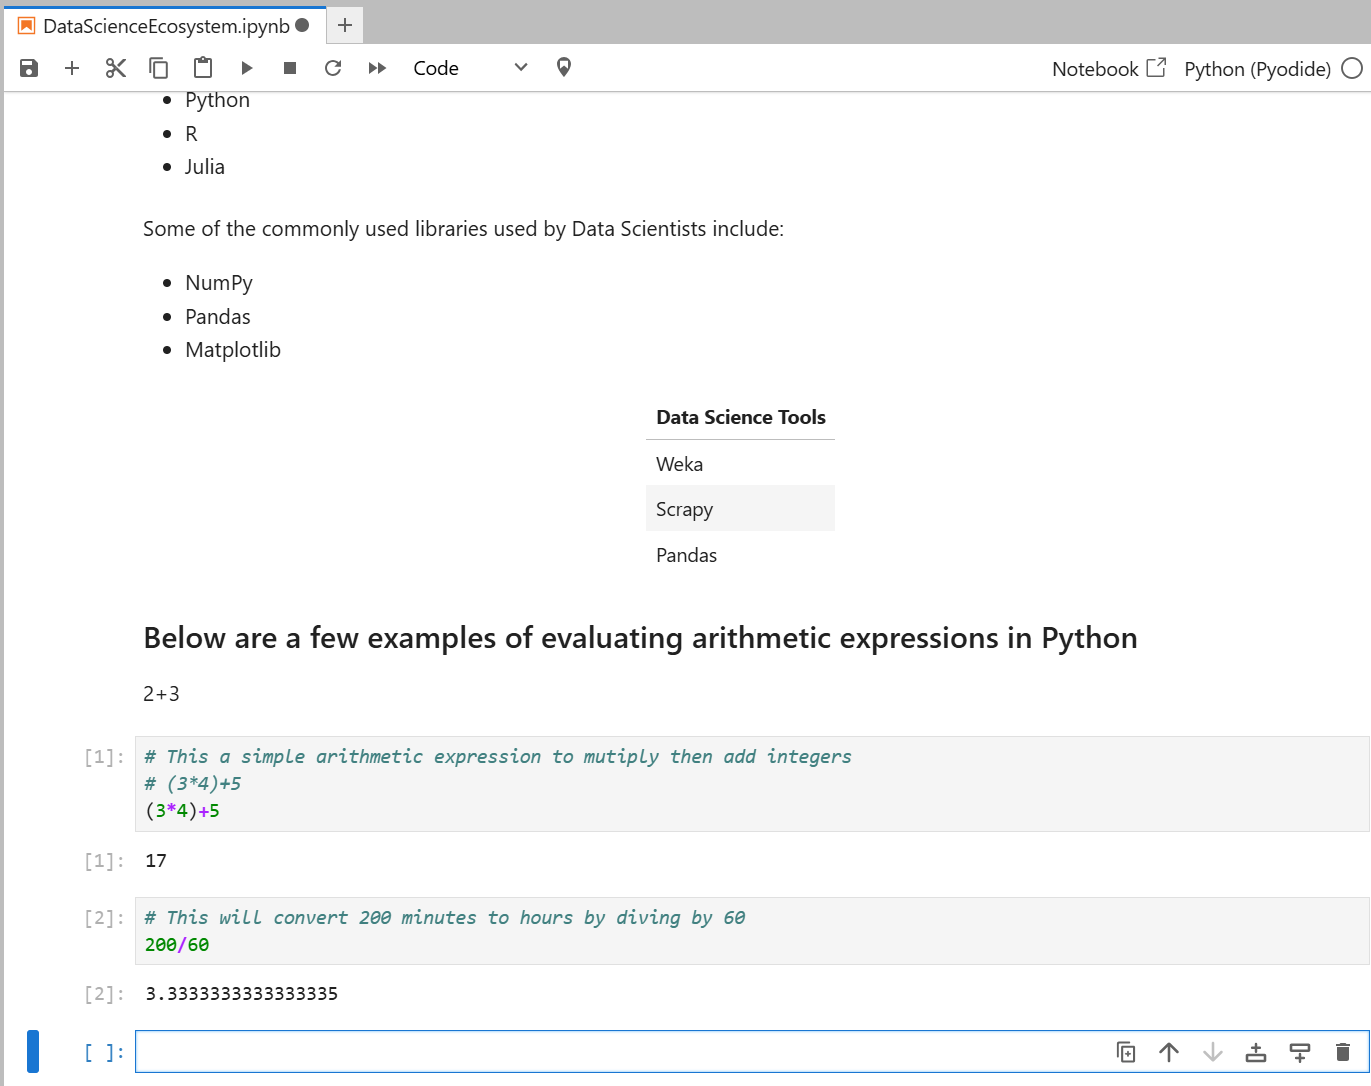 DataScienceEcosystem.ipynb
Code
Notebook
Python (Pyodide)
Python
R
Julia
Some of the commonly used libraries used by Data Scientists include:
NumPy
Pandas
Matplotlib
Data Science Tools
Weka
Scrapy
Pandas
Below are a few examples of evaluating arithmetic expressions in Python
2+3
[1]: # This a simple arithmetic expression to mutiply then add integers
# (3*4)+5
(3*4)+5
[1]: 17
[2]: # This will convert 200 minutes to hours by diving by 60
200/60
[2]: 3.3333333333333335
[ ]: